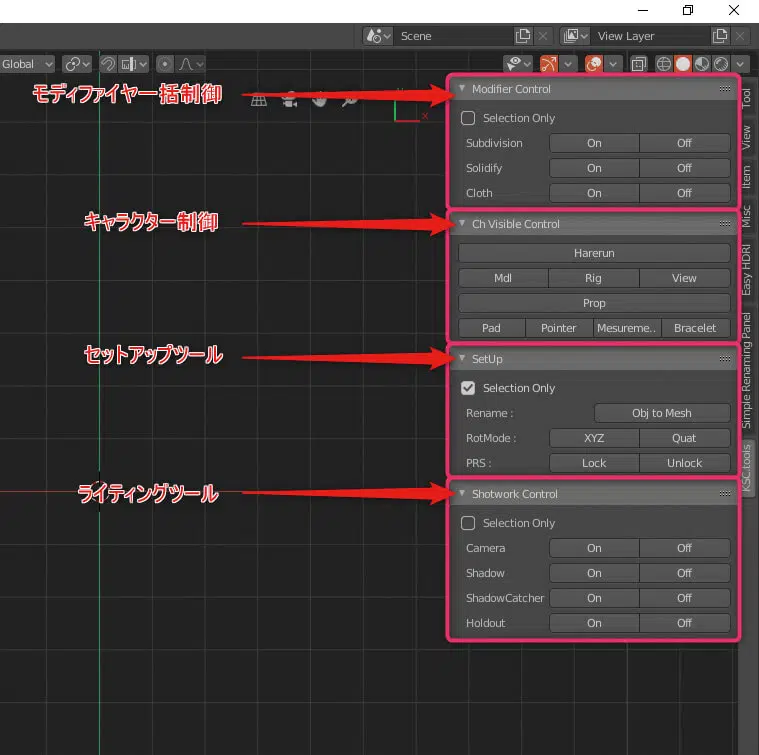 Scene
View Layer
Global
モディファイヤ一括制御
Modifier Control
Selection Only
Subdivision On Off
Solidify On Off
Cloth On Off
キャラクター制御
Ch Visible Control
Harerun
Mdl Rig View
Prop
Pad Pointer Mesureme.. Bracelet
セットアップツール
SetUp
Selection Only
Rename : Obj to Mesh
RotMode : XYZ Quat
PRS : Lock Unlock
ライティングツール
Shotwork Control
Selection Only
Camera On Off
Shadow On Off
ShadowCatcher On Off
Holdout On Off
Tool
View
Item
Misc
Easy HDRI
Simple Renaming Panel
KSC.tools
X